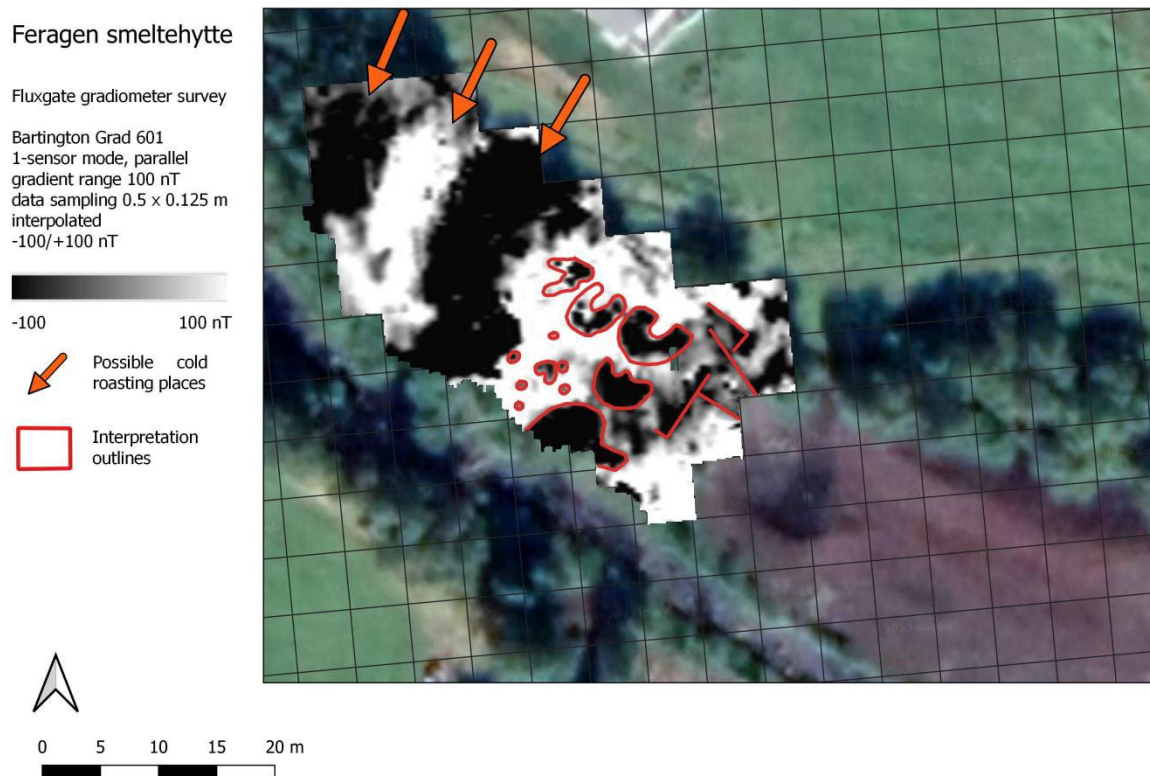 Feragen smeltehytte
Fluxgate gradiometer survey
Bartington Grad 601
1-sensor mode, parallel
gradient range 100 nT
data sampling 0.5 x 0.125 m
interpolated
-100/+100 nT
-100 100 nT
Possible cold
roasting places
Interpretation
outlines
0 5 10 15 20 m